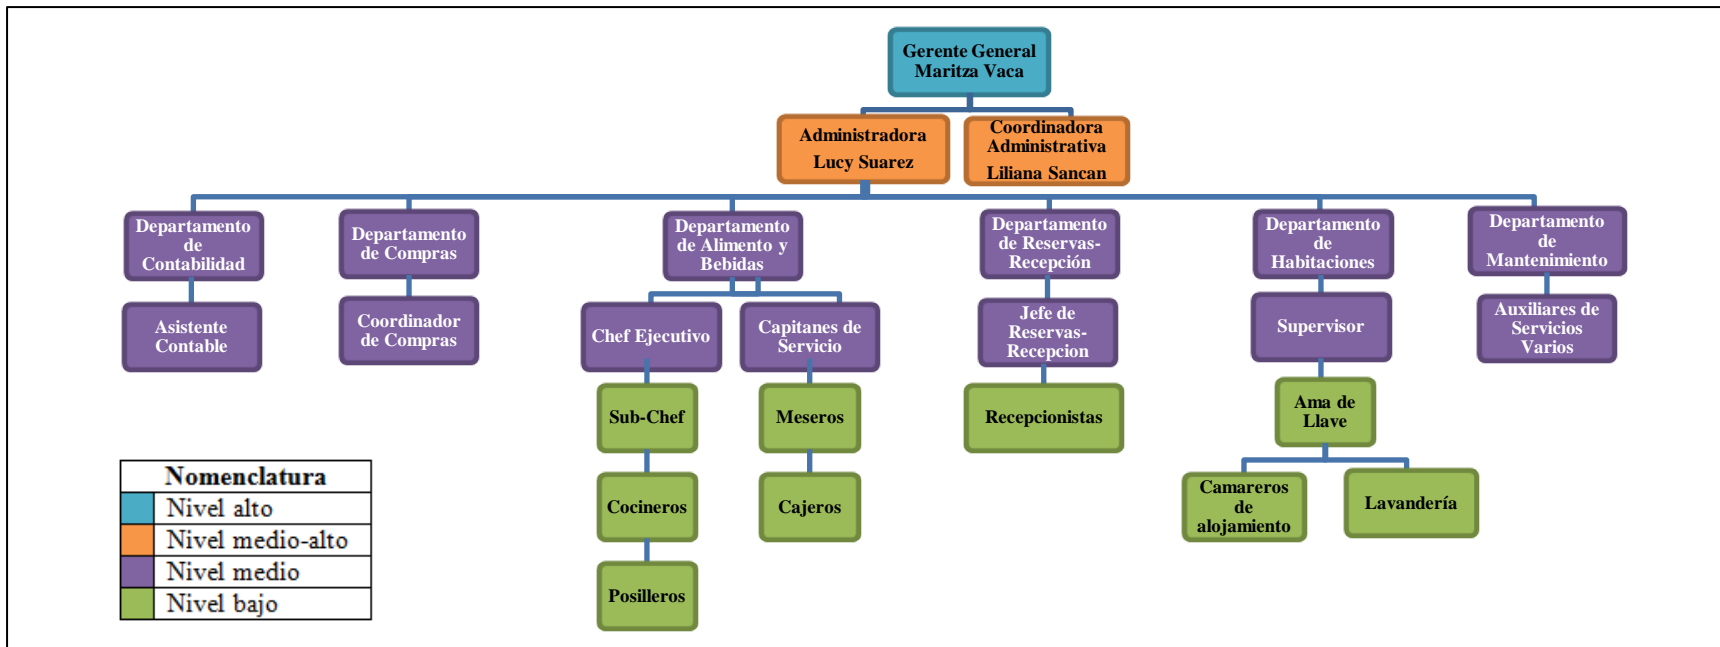 Gerente General
Maritza Vaca
Administradora
Lucy Suarez
Coordinadora
Administrativa
Liliana Sancan
Departamento
de
Contabilidad
Departamento
de Compras
Departamento
de Alimento y
Bebidas
Departamento
de Reservas-
Recepción
Departamento
de
Habitaciones
Departamento
de
Mantenimiento
Asistente
Contable
Coordinador
de Compras
Chef Ejecutivo
Capitanes de
Servicio
Jefe de
Reservas-
Recepcion
Supervisor
Auxiliares de
Servicios
Varios
Sub-Chef
Meseros
Recepcionistas
Ama de
Llave
Cocineros
Cajeros
Camareros
de
alojamiento
Lavandería
Posilleros
Nomenclatura
Nivel alto
Nivel medio-alto
Nivel medio
Nivel bajo